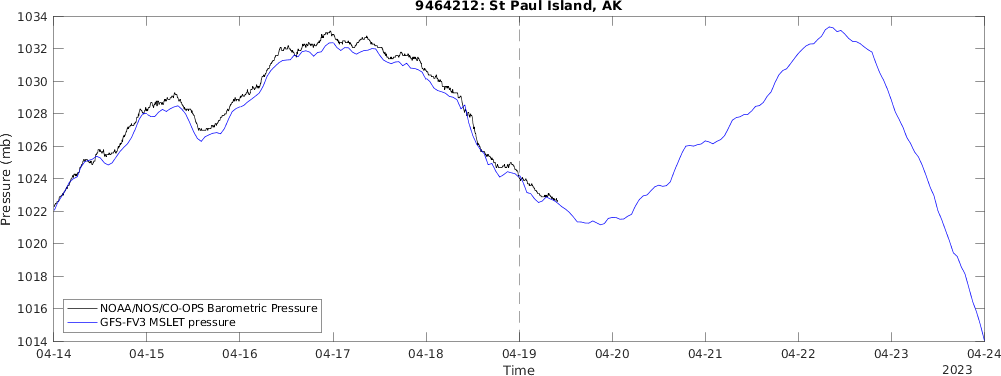 9464212: St Paul Island, AK
1034
1032
1030
1028
1026
1024
1022
1020
1018
1016
1014
Pressure (mb)
NOAA/NOS/CO-OPS Barometric Pressure
GFS-FV3 MSLET pressure
04-14 04-15 04-16 04-17 04-18 04-19 04-20 04-21 04-22 04-23 04-24
Time
2023